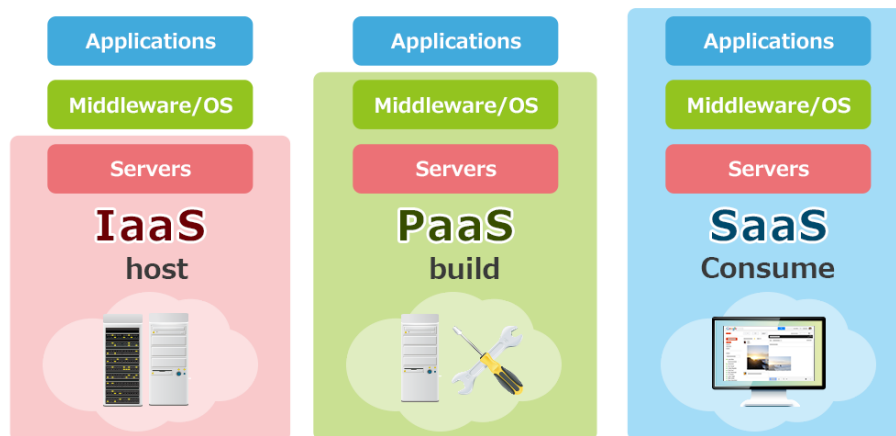 Applications
Middleware/OS
Servers
IaaS
host
Applications
Middleware/OS
Servers
PaaS
build
Applications
Middleware/OS
Servers
SaaS
Consume